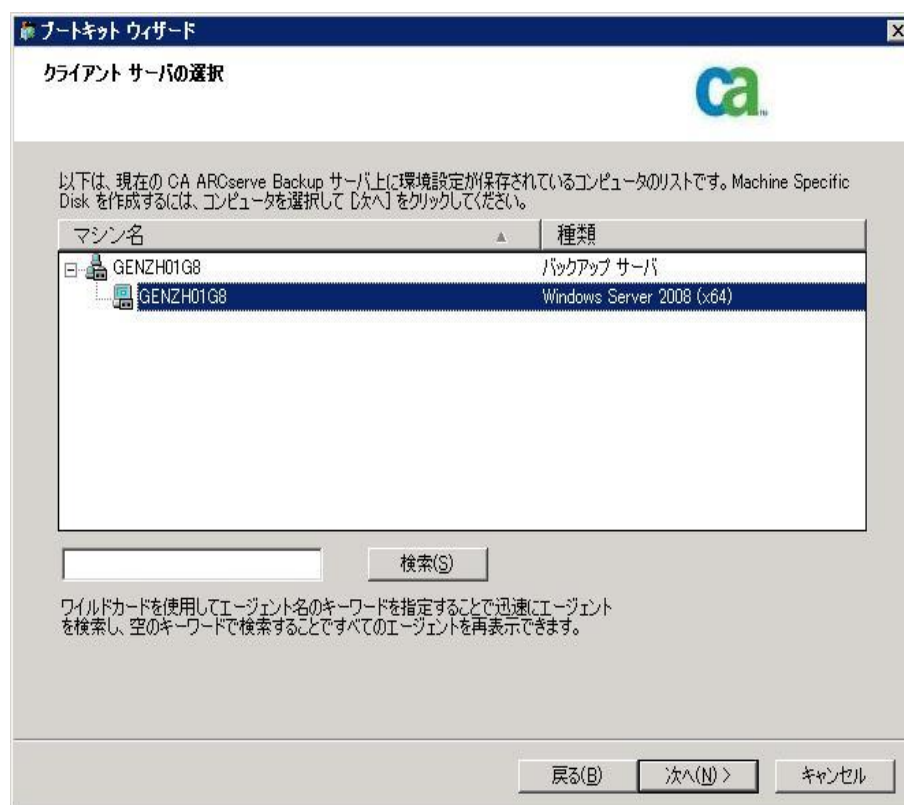 ブートキット ウィザード
クライアント サーバの選択
ca
以下は、現在の CA ARCserve Backup サーバ上に環境設定が保存されているコンピュータのリストです。Machine Specific
Disk を作成するには、コンピュータを選択して [次へ] をクリックしてください。
マシン名 種類
GENZH01G8 バックアップ サーバ
GENZH01G8 Windows Server 2008 (x64)
検索(S)
ワイルドカードを使用してエージェント名のキーワードを指定することで迅速にエージェント
を検索し、空のキーワードで検索することですべてのエージェントを再表示できます。
戻る(B) 次へ(N) > キャンセル